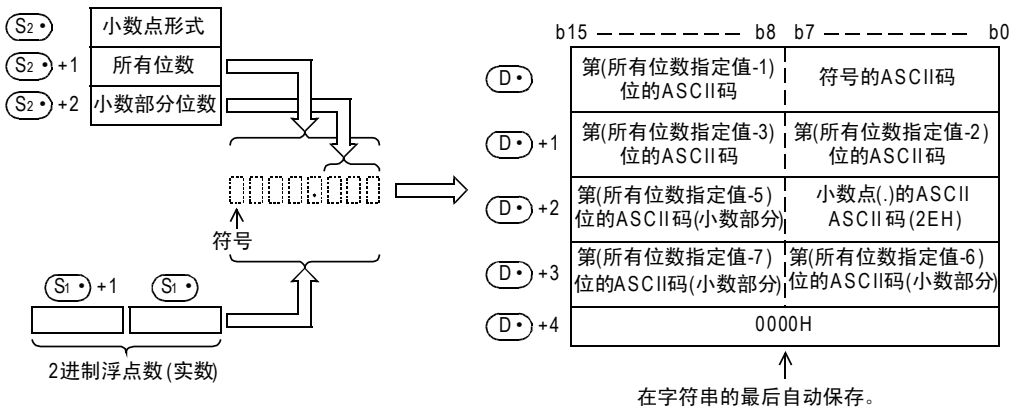 S2・ 小数点形式
S2・ +1 所有位数
S2・ +2 小数部分位数
.
符号
S1・ +1 S1・
2进制浮点数(实数)
b15 b8 b7 b0
D・
第(所有位数指定值-1)
位的ASCII码
符号的ASCII码
D・ +1
第(所有位数指定值-3)
位的ASCII码
第(所有位数指定值-2)
位的ASCII码
D・ +2
第(所有位数指定值-5)
位的ASCII码(小数部分)
小数点(.)的ASCII
ASCII码(2EH)
D・ +3
第(所有位数指定值-7)
位的ASCII码(小数部分)
第(所有位数指定值-6)
位的ASCII码(小数部分)
D・ +4
0000H
在字符串的最后自动保存。